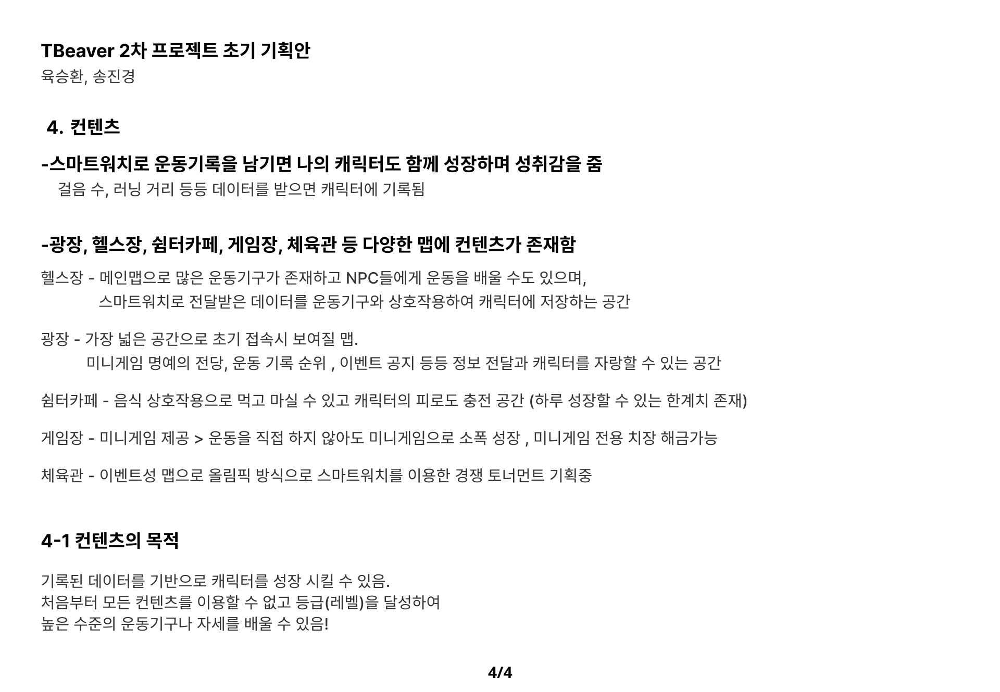 TBeaver 2차 프로젝트 초기 기획안
육승환, 송진경
4. 컨텐츠
-스마트워치로 운동기록을 남기면 나의 캐릭터도 함께 성장하며 성취감을 줌
걸음 수, 러닝 거리 등등 데이터를 받으면 캐릭터에 기록됨
-광장, 헬스장, 쉼터카페, 게임장, 체육관 등 다양한 맵에 컨텐츠가 존재함
헬스장 - 메인맵으로 많은 운동기구가 존재하고 NPC들에게 운동을 배울 수도 있으며,
스마트워치로 전달받은 데이터를 운동기구와 상호작용하여 캐릭터에 저장하는 공간
광장 - 가장 넓은 공간으로 초기 접속시 보여질 맵.
미니게임 명예의 전당, 운동 기록 순위 , 이벤트 공지 등등 정보 전달과 캐릭터를 자랑할 수 있는 공간
쉼터카페 - 음식 상호작용으로 먹고 마실 수 있고 캐릭터의 피로도 충전 공간 (하루 성장할 수 있는 한계치 존재)
게임장 - 미니게임 제공 > 운동을 직접 하지 않아도 미니게임으로 소폭 성장 , 미니게임 전용 치장 해금가능
체육관 - 이벤트성 맵으로 올림픽 방식으로 스마트워치를 이용한 경쟁 토너먼트 기획중
4-1 컨텐츠의 목적
기록된 데이터를 기반으로 캐릭터를 성장 시킬 수 있음.
처음부터 모든 컨텐츠를 이용할 수 없고 등급(레벨)을 달성하여
높은 수준의 운동기구나 자세를 배울 수 있음!
4/4